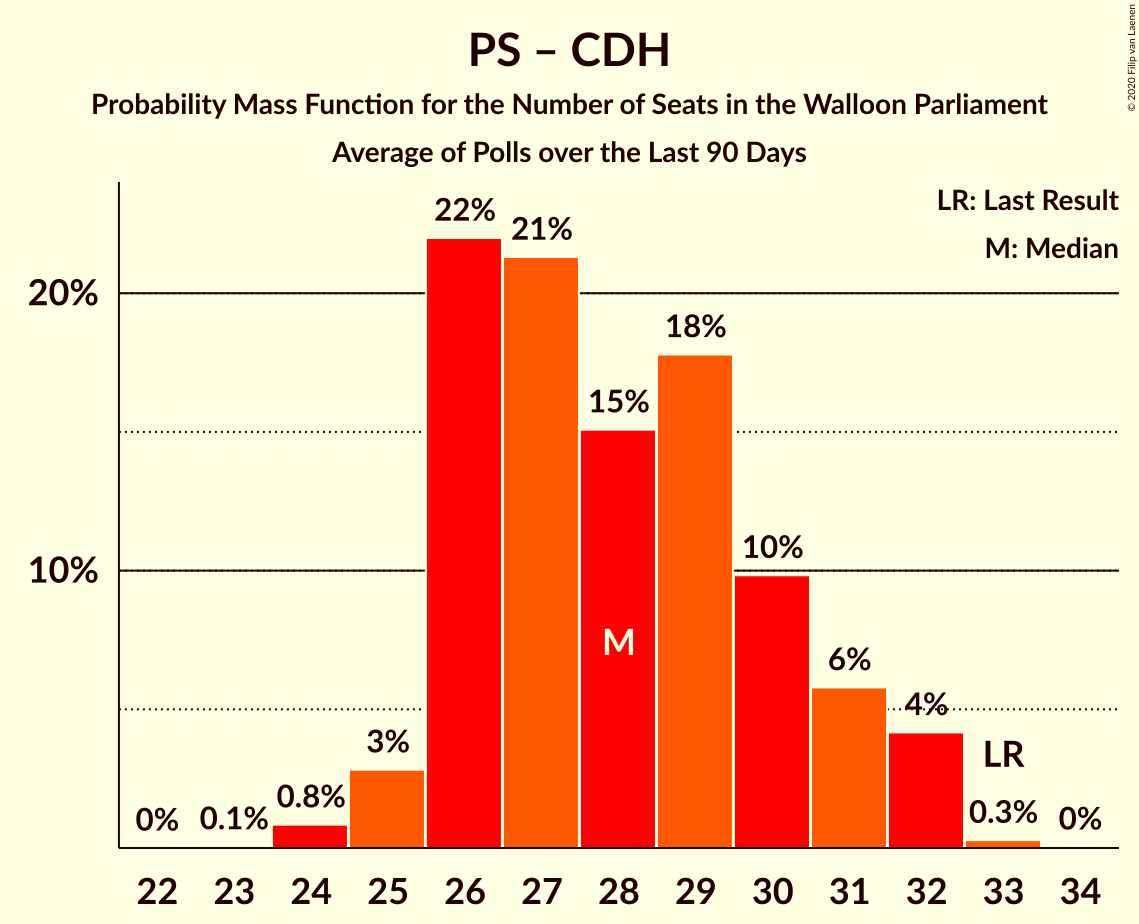 PS – CDH
Probability Mass Function for the Number of Seats in the Walloon Parliament
Average of Polls over the Last 90 Days
© 2020 Filip van Laenen
LR: Last Result
M: Median
20%
10%
0%
0.1%
0.8%
3%
22%
21%
15%
18%
10%
6%
4%
0.3%
0%
M
LR
22 23 24 25 26 27 28 29 30 31 32 33 34